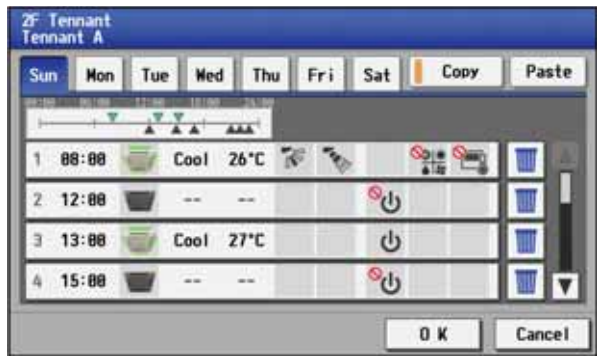 2F Tennant
Tennant A
Sun Mon Tue Wed Thu Fri Sat Copy Paste
1 08:00 Cool 26°C
2 12:00 -- --
3 13:00 Cool 27°C
4 15:00 -- --
OK Cancel